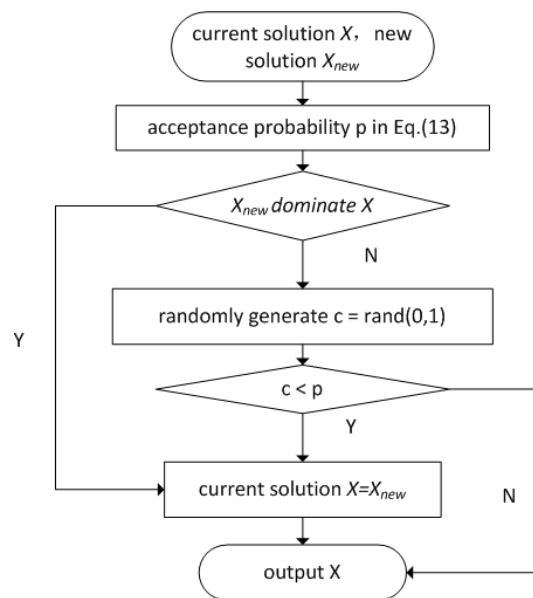 current solution X，new
solution Xnew
acceptance probability p in Eq.(13)
Xnew dominate X
N
randomly generate c = rand(0,1)
Y
c < p
Y
current solution X=Xnew
N
output X